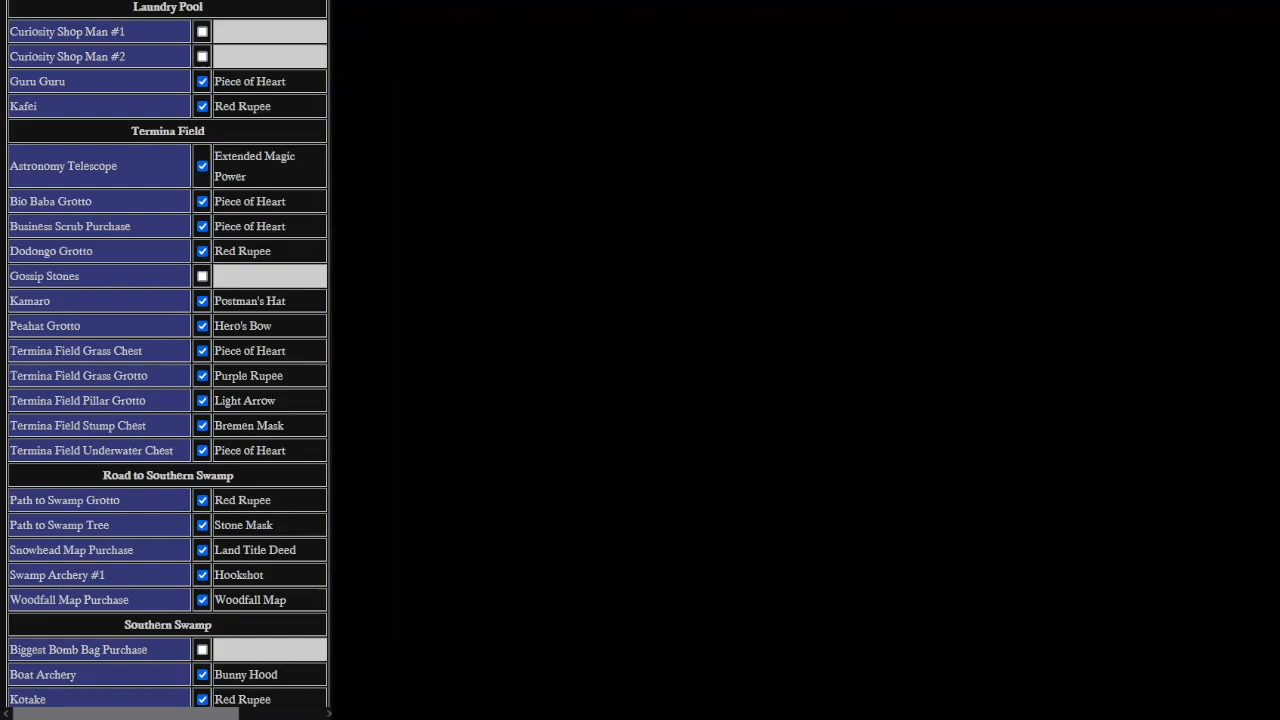 Laundry Pool
Curiosity Shop Man #1
Curiosity Shop Man #2
Guru Guru Piece of Heart
Kafei Red Rupee
Termina Field
Astronomy Telescope Extended Magic
Power
Bio Baba Grotto Piece of Heart
Business Scrub Purchase Piece of Heart
Dodongo Grotto Red Rupee
Gossip Stones
Kamaro Postman's Hat
Peahat Grotto Hero's Bow
Termina Field Grass Chest Piece of Heart
Termina Field Grass Grotto Purple Rupee
Termina Field Pillar Grotto Light Arrow
Termina Field Stump Chest Bremen Mask
Termina Field Underwater Chest Piece of Heart
Road to Southern Swamp
Path to Swamp Grotto Red Rupee
Path to Swamp Tree Stone Mask
Snowhead Map Purchase Land Title Deed
Swamp Archery #1 Hookshot
Woodfall Map Purchase Woodfall Map
Southern Swamp
Biggest Bomb Bag Purchase
Boat Archery Bunny Hood
Kotake Red Rupee